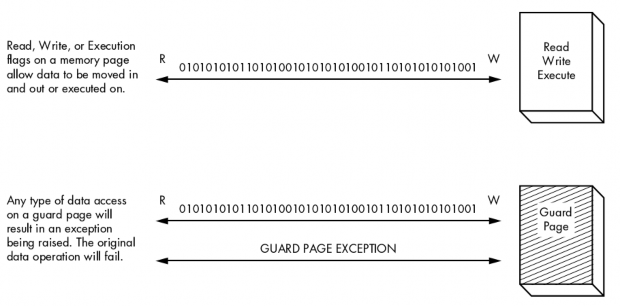 Read, Write, or Execution
flags on a memory page
allow data to be moved in
and out or executed on.
R
W
010101010110101001010101010010110101010101001
Read
Write
Execute
Any type of data access
on a guard page will
result in an exception
being raised. The original
data operation will fail.
R
W
010101010110101001010101010010110101010101001
GUARD PAGE EXCEPTION
Guard
Page